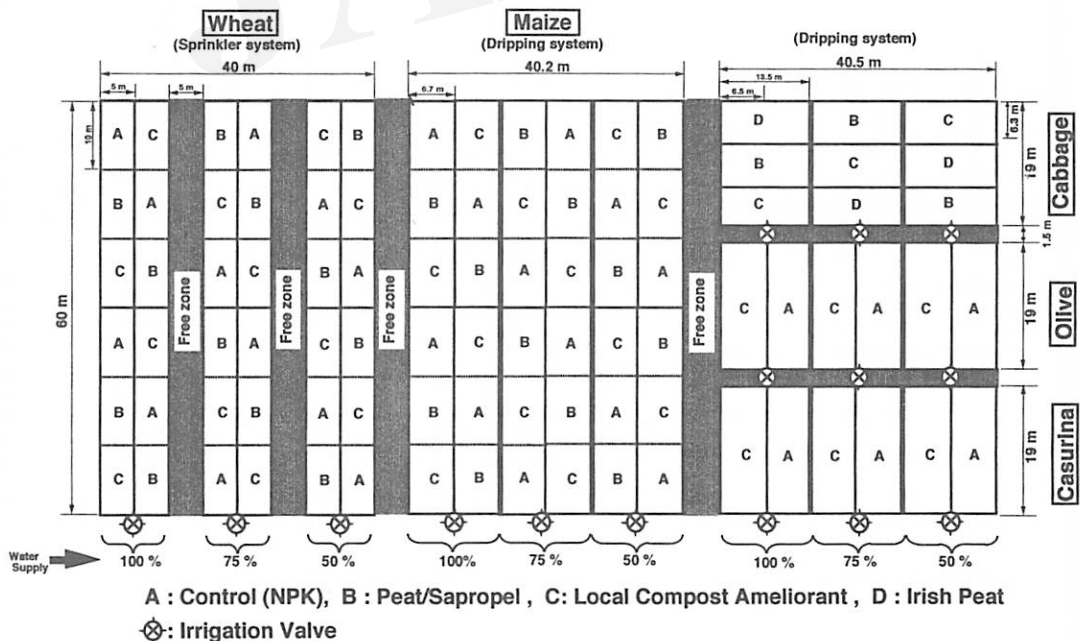 Wheat
(Sprinkler system)
40 m
5 m
5 m
10 m
60 m
Maize
(Dripping system)
40.2 m
6.7 m
(Dripping system)
40.5 m
13.5 m
6.5 m
6.3 m
19 m
Cabbage
1.5 m
19 m
Olive
19 m
Casurina
A C B A C B A C B A C B D B C
B C D
B A C B A C B A C B A C C D B
C B A C B A C B A C B A C A C A C A
A C B A C B A C B A C B
B A C B A C B A C B A C C A C A C A
C B A C B A C B A C B A
Free zone
Free zone
Free zone
Free zone
Water
Supply
100 % 75 % 50 % 100% 75 % 50 % 100 % 75 % 50 %
A : Control (NPK), B : Peat/Sapropel , C: Local Compost Ameliorant , D : Irish Peat
: Irrigation Valve